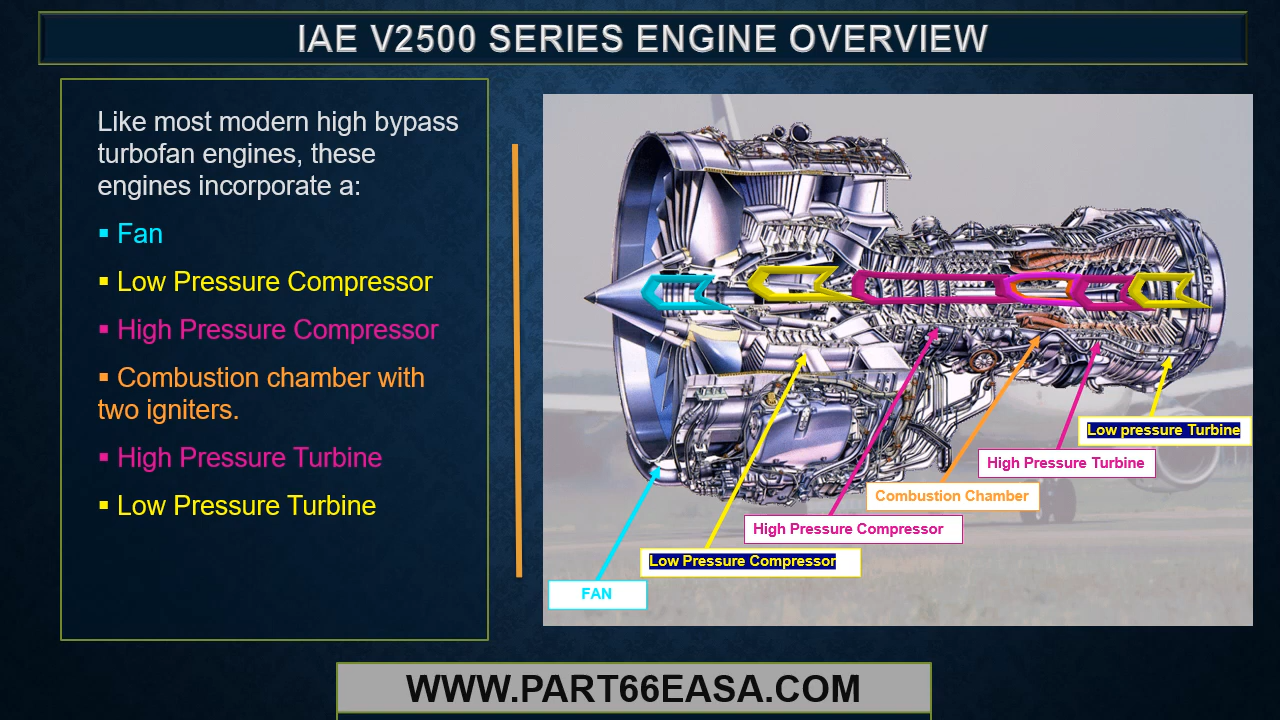 IAE V2500 SERIES ENGINE OVERVIEW
Like most modern high bypass
turbofan engines, these
engines incorporate a:
▪ Fan
▪ Low Pressure Compressor
▪ High Pressure Compressor
▪ Combustion chamber with
two igniters.
▪ High Pressure Turbine
▪ Low Pressure Turbine
Low pressure Turbine
High Pressure Turbine
Combustion Chamber
High Pressure Compressor
Low Pressure Compressor
FAN
WWW.PART66EASA.COM